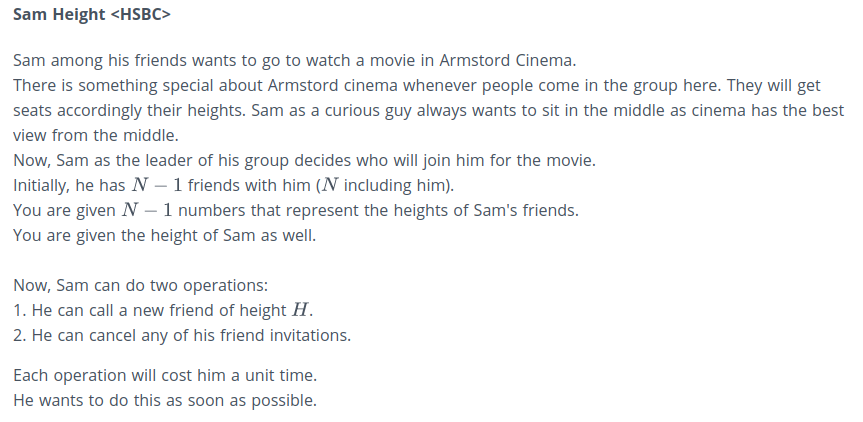 Sam Height <HSBC>
Sam among his friends wants to go to watch a movie in Armstord Cinema.
There is something special about Armstord cinema whenever people come in the group here. They will get
seats accordingly their heights. Sam as a curious guy always wants to sit in the middle as cinema has the best
view from the middle.
Now, Sam as the leader of his group decides who will join him for the movie.
Initially, he has N − 1 friends with him (N including him).
You are given N − 1 numbers that represent the heights of Sam's friends.
You are given the height of Sam as well.
Now, Sam can do two operations:
1. He can call a new friend of height H.
2. He can cancel any of his friend invitations.
Each operation will cost him a unit time.
He wants to do this as soon as possible.